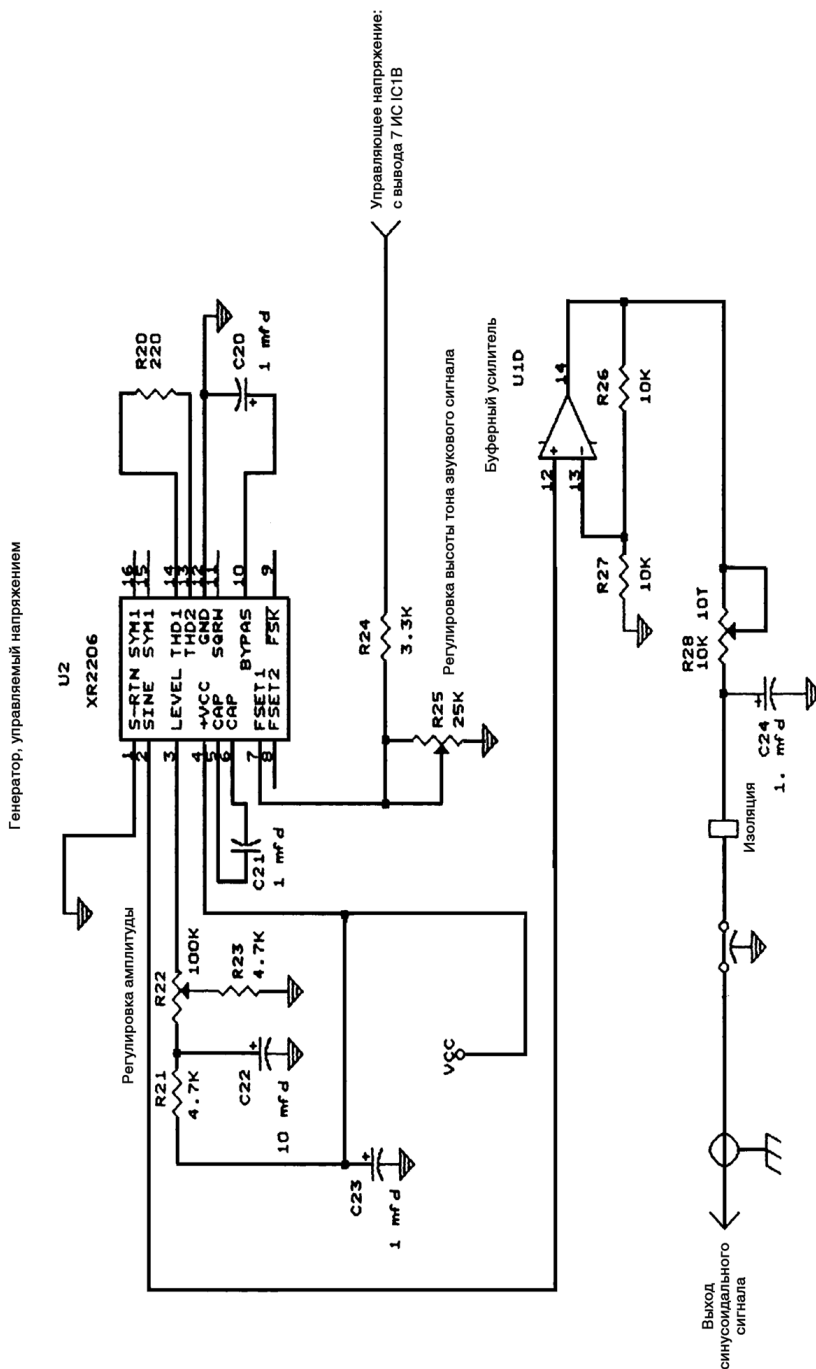 Генератор, управляемый напряжением
U2
XR2206
1 S-RTN SYM1 16
2 SINE SYM1 15
3 LEVEL THD1 14
THD2 13
4 +VCC GND 12
5 CAP SQRW 11
6 CAP
BYPAS 10
7 FSET1
8 FSET2 FSK 9
R20
220
C20
+
1 mfd
Регулировка амплитуды
R21
4.7K
R22
100K
R23
4.7K
C22
+
10 mfd
C23
+
1 mfd
C21
1 mfd
VCC
R24
3.3K
R25
25K
Регулировка высоты тона звукового сигнала
Управляющее напряжение:
с вывода 7 ИС IC1B
Буферный усилитель
U1D
12 +
13 -
14
R26
10K
R27
10K
R28
10K
10T
C24
+
1. mfd
Изоляция
Выход
синусоидального
сигнала